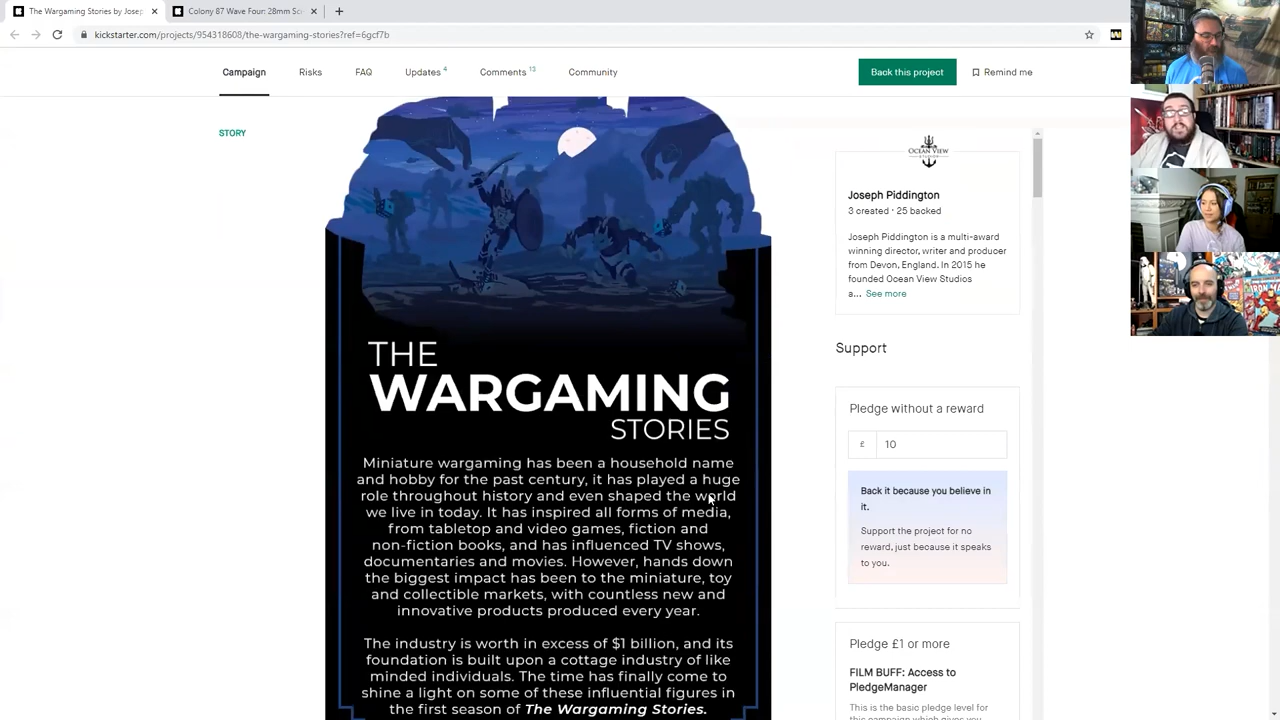 The Wargaming Stories by Josep
Colony 87 Wave Four: 28mm Sci
kickstarter.com/projects/954318608/the-wargaming-stories?ref=6gcf7b
Campaign
Risks
FAQ
Updates 4
Comments 13
Community
Back this project
Remind me
STORY
THE
WARGAMING
STORIES
Miniature wargaming has been a household name
and hobby for the past century, it has played a huge
role throughout history and even shaped the world
we live in today. It has inspired all forms of media,
from tabletop and video games, fiction and
non-fiction books, and has influenced TV shows,
documentaries and movies. However, hands down
the biggest impact has been to the miniature, toy
and collectible markets, with countless new and
innovative products produced every year.
The industry is worth in excess of $1 billion, and its
foundation is built upon a cottage industry of like
minded individuals. The time has finally come to
shine a light on some of these influential figures in
the first season of The Wargaming Stories.
OCEAN VIEW
STUDIOS
Joseph Piddington
3 created · 25 backed
Joseph Piddington is a multi-award
winning director, writer and producer
from Devon, England. In 2015 he
founded Ocean View Studios
a... See more
Support
Pledge without a reward
£ 10
Back it because you believe in
it.
Support the project for no
reward, just because it speaks
to you.
Pledge £1 or more
FILM BUFF: Access to
PledgeManager
This is the basic pledge level for
this campaign which gives you